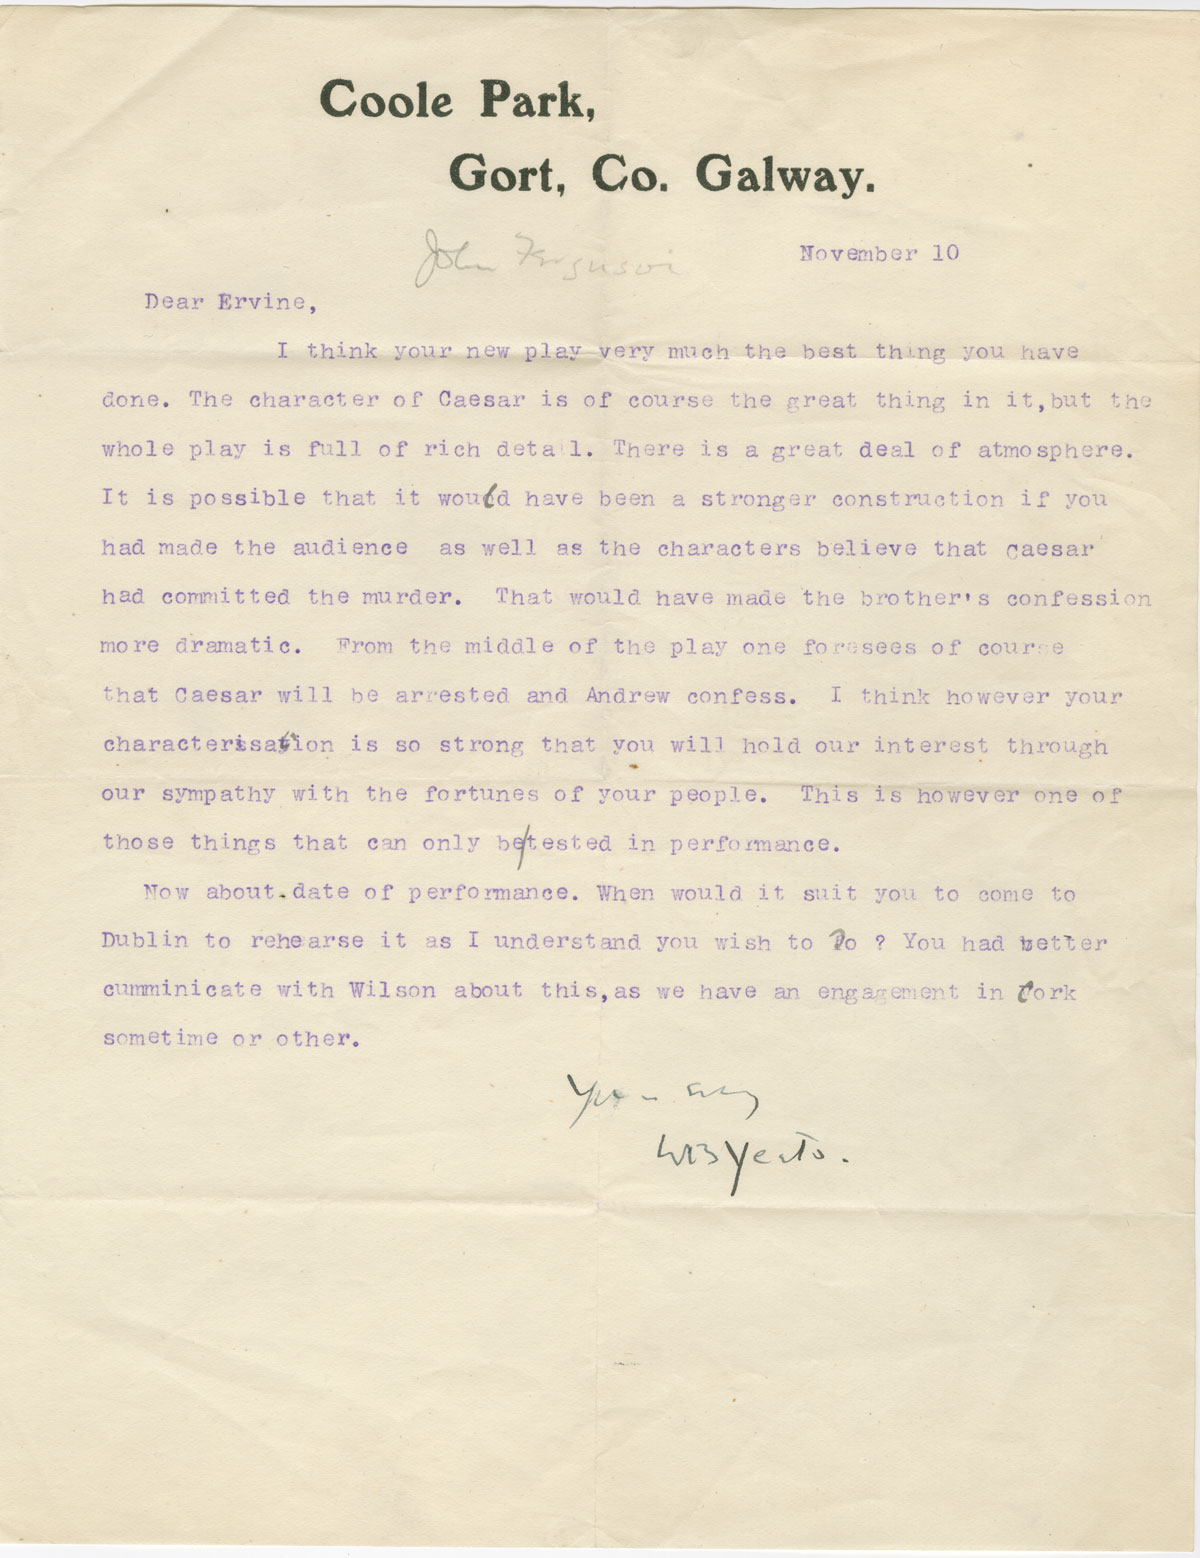 Coole Park,
Gort, Co. Galway.
John Ferguson
November 10
Dear Ervine,
I think your new play very much the best thing you have
done. The character of Caesar is of course the great thing in it,but the
whole play is full of rich detail. There is a great deal of atmosphere.
It is possible that it would have been a stronger construction if you
had made the audience as well as the characters believe that Caesar
had committed the murder. That would have made the brother's confession
more dramatic. From the middle of the play one foresees of course
that Caesar will be arrested and Andrew confess. I think however your
characterisation is so strong that you will hold our interest through
our sympathy with the fortunes of your people. This is however one of
those things that can only be/tested in performance.
Now about.date of performance. When would it suit you to come to
Dublin to rehearse it as I understand you wish to do ? You had better
cumminicate with Wilson about this,as we have an engagement in Cork
sometime or other.
WBYeats.